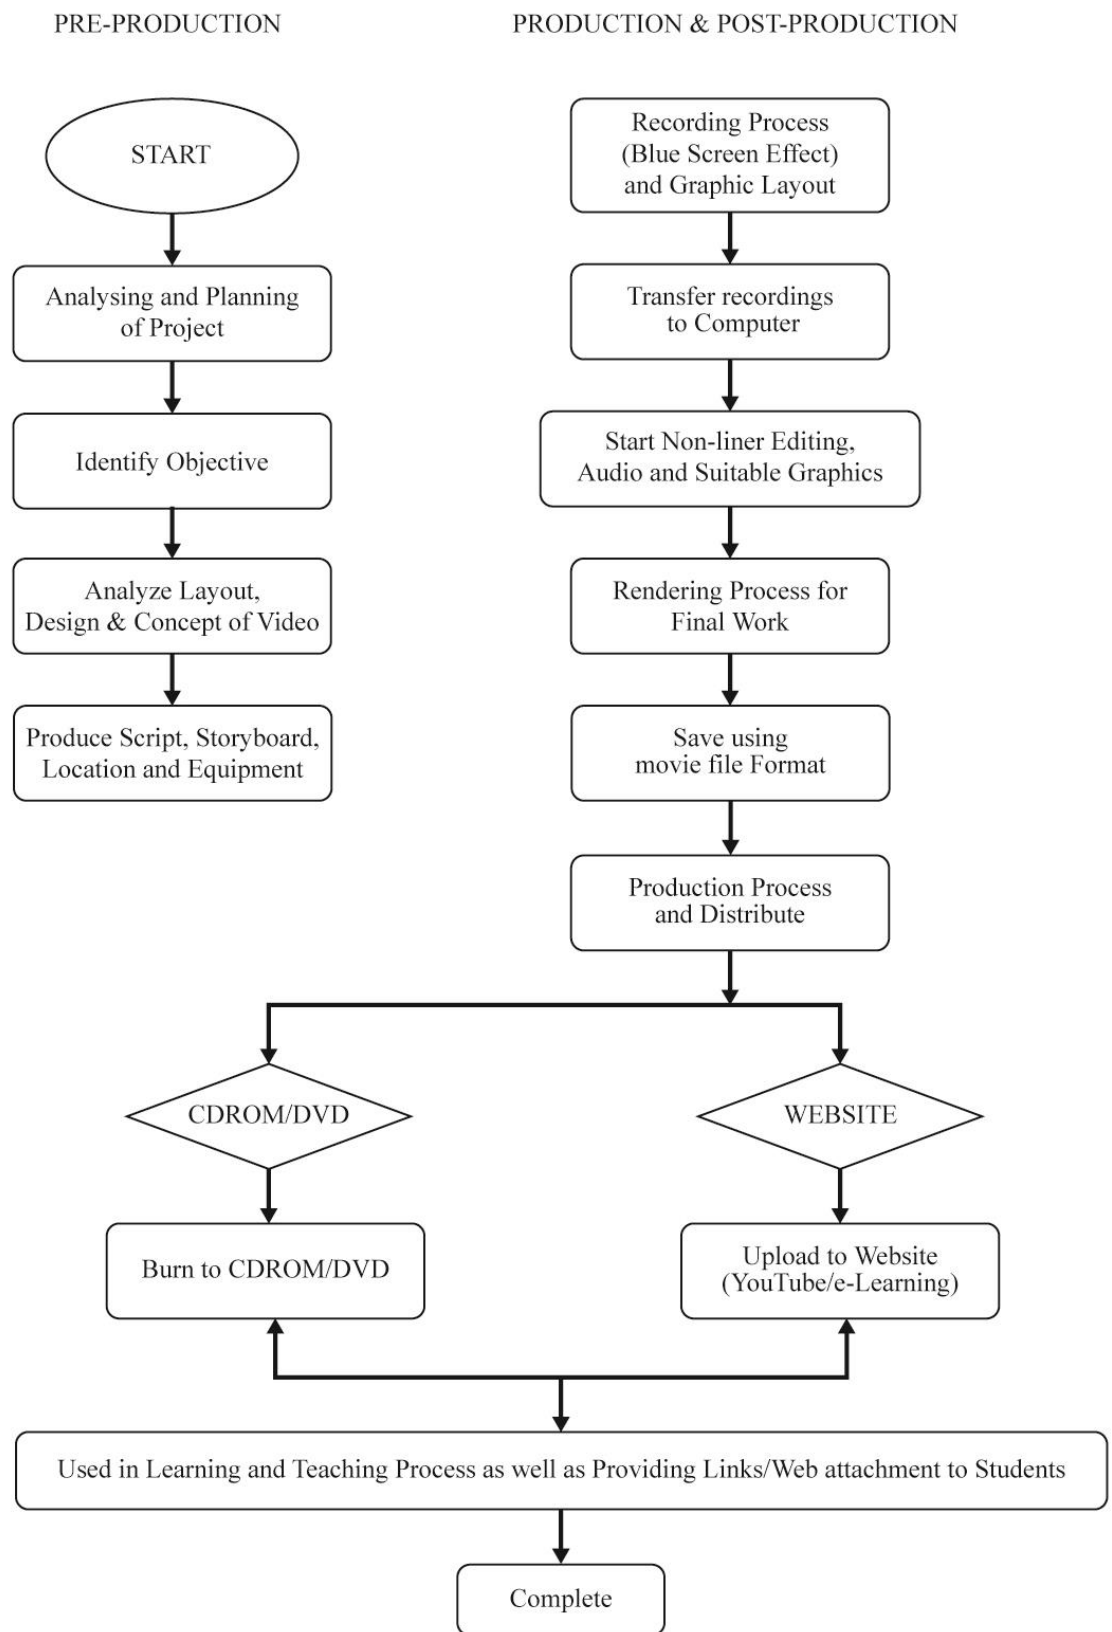 PRE-PRODUCTION
START
Analysing and Planning
of Project
Identify Objective
Analyze Layout,
Design & Concept of Video
Produce Script, Storyboard,
Location and Equipment
PRODUCTION & POST-PRODUCTION
Recording Process
(Blue Screen Effect)
and Graphic Layout
Transfer recordings
to Computer
Start Non-liner Editing,
Audio and Suitable Graphics
Rendering Process for
Final Work
Save using
movie file Format
Production Process
and Distribute
CDROM/DVD
WEBSITE
Burn to CDROM/DVD
Upload to Website
(YouTube/e-Learning)
Used in Learning and Teaching Process as well as Providing Links/Web attachment to Students
Complete